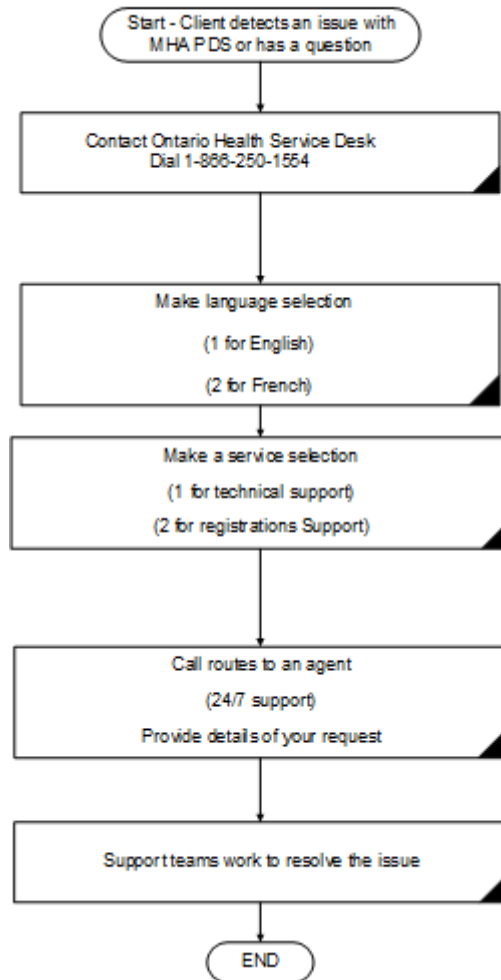 Start - Client detects an issue with
MHA PDS or has a question
Contact Ontario Health Service Desk
Dial 1-866-250-1554
Make language selection
(1 for English)
(2 for French)
Make a service selection
(1 for technical support)
(2 for registrations Support)
Call routes to an agent
(24/7 support)
Provide details of your request
Support teams work to resolve the issue
END